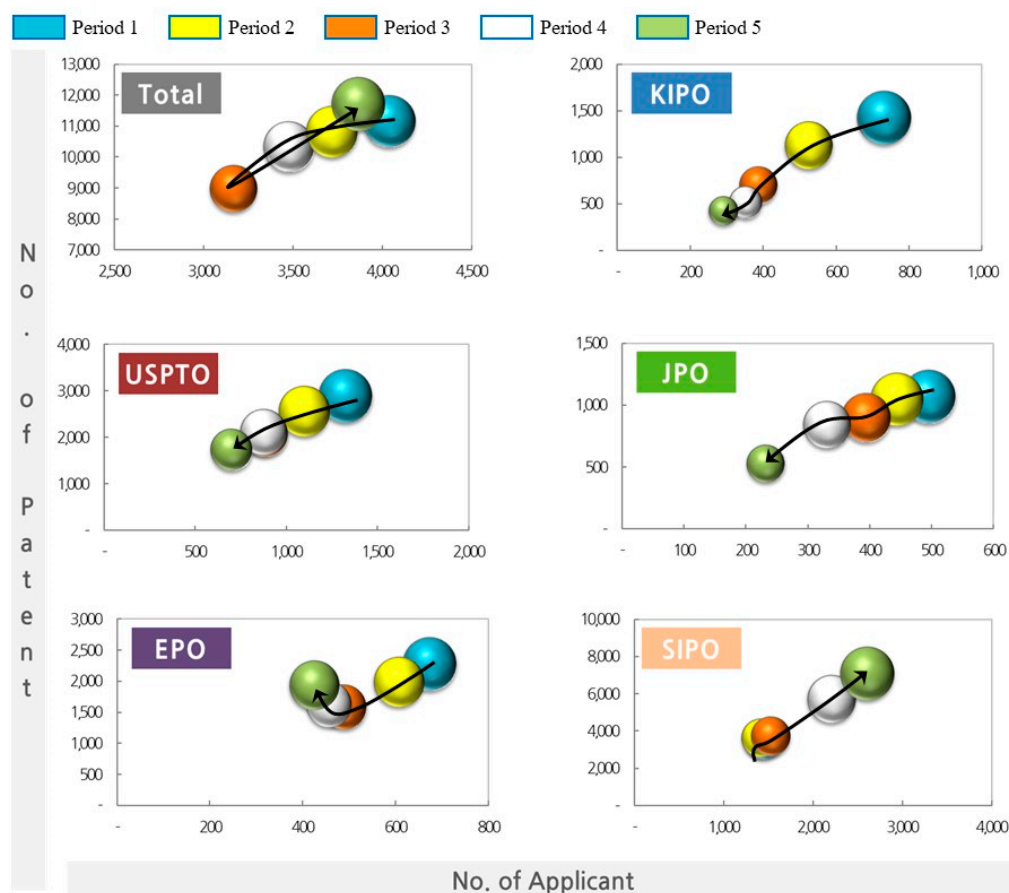 Period 1 Period 2 Period 3 Period 4 Period 5
No. of Patent
Total
13,000
12,000
11,000
10,000
9,000
8,000
7,000
2,500 3,000 3,500 4,000 4,500
KIPO
2,000
1,500
1,000
500
-
- 200 400 600 800 1,000
USPTO
4,000
3,000
2,000
1,000
-
- 500 1,000 1,500 2,000
JPO
1,500
1,000
500
-
- 100 200 300 400 500 600
EPO
3,000
2,500
2,000
1,500
1,000
500
-
- 200 400 600 800
SIPO
10,000
8,000
6,000
4,000
2,000
-
- 1,000 2,000 3,000 4,000
No. of Applicant